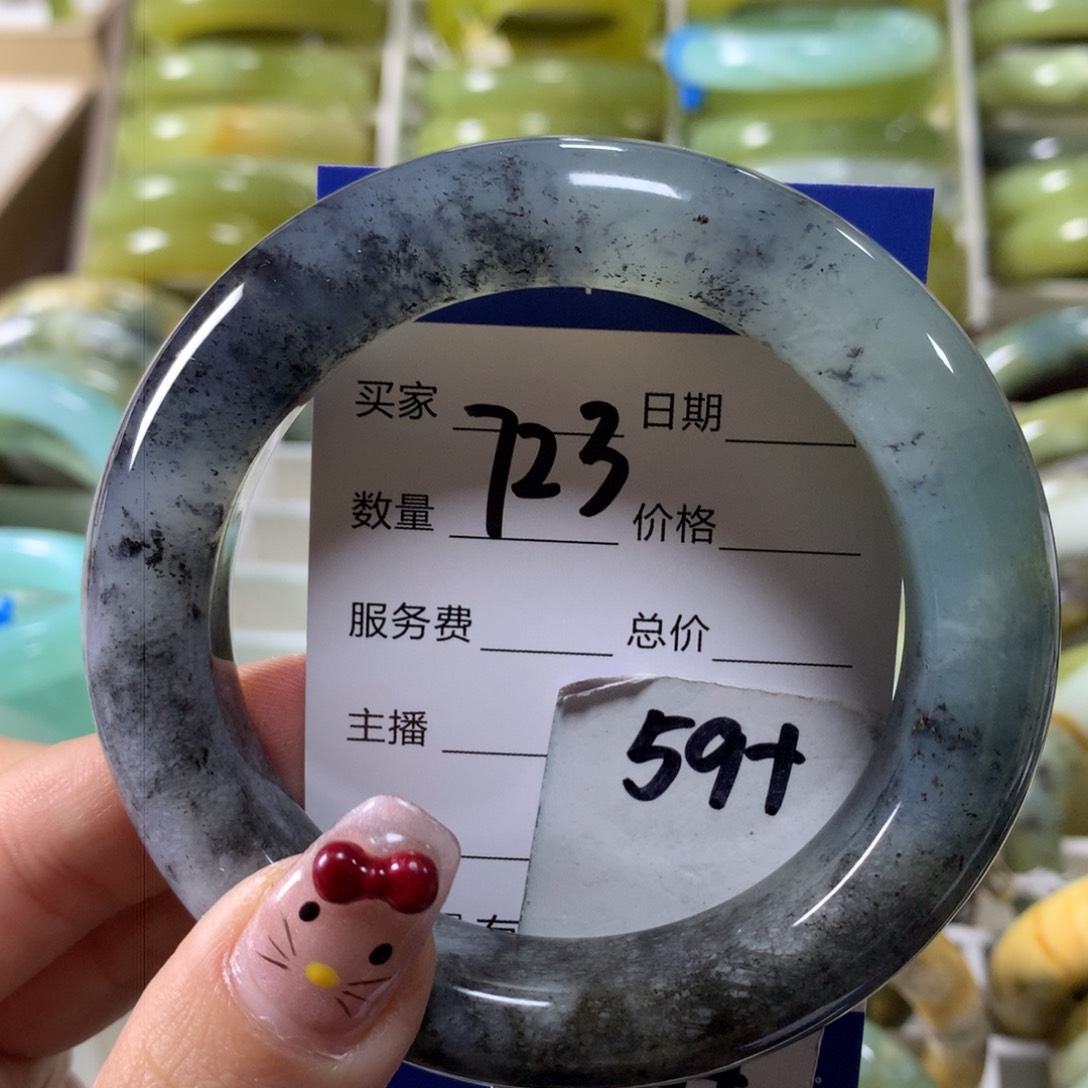 买家 723 日期
数量 价格
服务费 总价
主播
59+